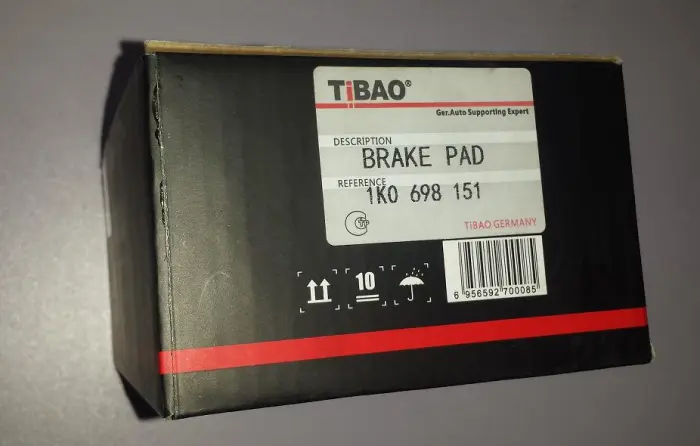 TiBAO®
Ger.Auto Supporting Expert
DESCRIPTION
BRAKE PAD
REFERENCE
1K0 698 151
TiBAO GERMANY
10
6 956592 700085